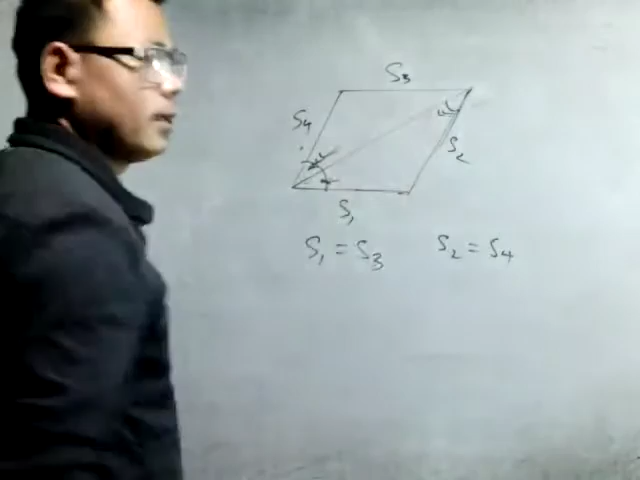 S₃
S₄
S₂
S₁
S₁ = S₃ S₂ = S₄